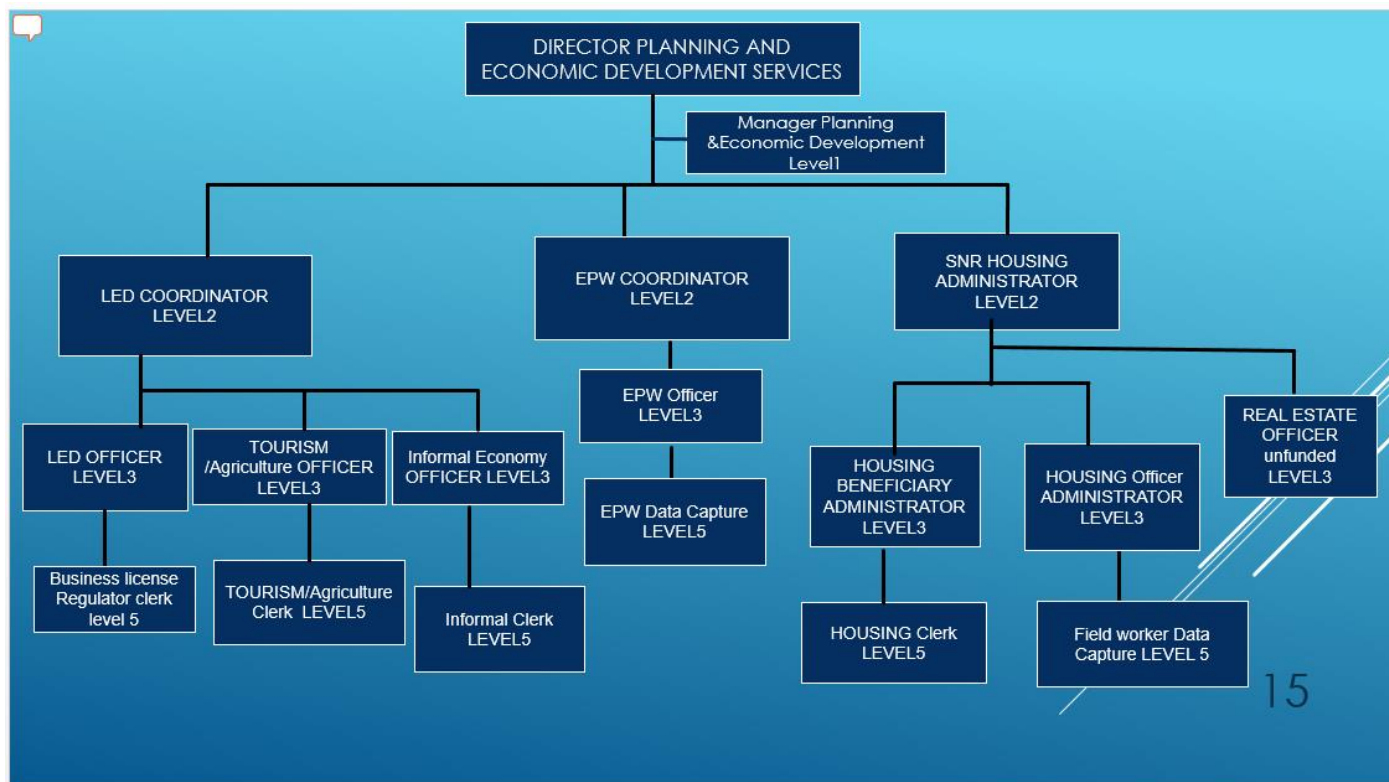 DIRECTOR PLANNING AND
ECONOMIC DEVELOPMENT SERVICES
Manager Planning
&Economic Development
Level1
LED COORDINATOR
LEVEL2
EPW COORDINATOR
LEVEL2
SNR HOUSING
ADMINISTRATOR
LEVEL2
LED OFFICER
LEVEL3
TOURISM
/Agriculture OFFICER
LEVEL3
Informal Economy
OFFICER LEVEL3
EPW Officer
LEVEL3
HOUSING
BENEFICIARY
ADMINISTRATOR
LEVEL3
HOUSING Officer
ADMINISTRATOR
LEVEL3
REAL ESTATE
OFFICER
unfunded
LEVEL3
Business license
Regulator clerk
level 5
TOURISM/Agriculture
Clerk LEVEL5
Informal Clerk
LEVEL5
EPW Data Capture
LEVEL5
HOUSING Clerk
LEVEL5
Field worker Data
Capture LEVEL 5
15